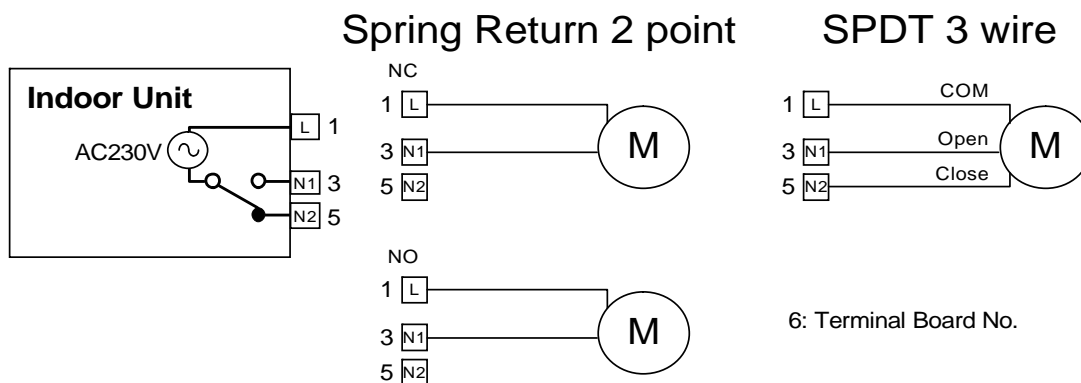 Spring Return 2 point
SPDT 3 wire
Indoor Unit
AC230V
L 1
N1 3
N2 5
NC
1 L
3 N1
5 N2
M
NO
1 L
3 N1
5 N2
M
1 L COM
3 N1 Open
5 N2 Close
M
6: Terminal Board No.